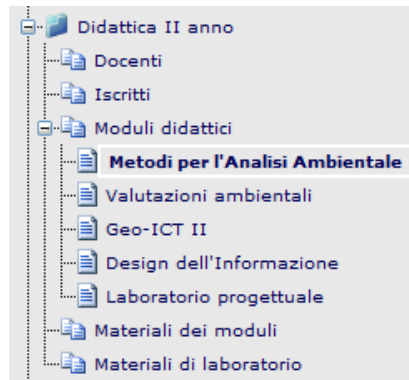 Didattica II anno
Docenti
Iscritti
Moduli didattici
Metodi per l'Analisi Ambientale
Valutazioni ambientali
Geo-ICT II
Design dell'Informazione
Laboratorio progettuale
Materiali dei moduli
Materiali di laboratorio